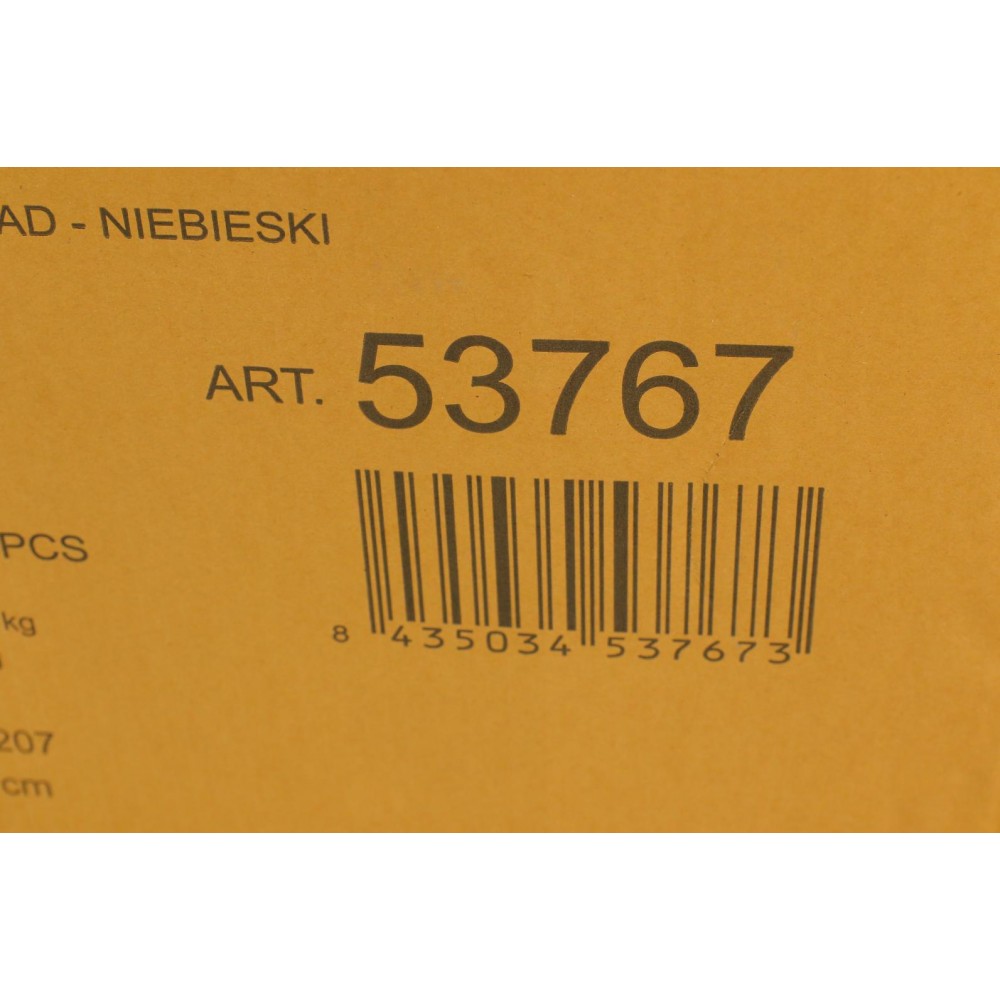 AD - NIEBIESKI
ART. 53767
PCS
kg
8 435034 537673
207
cm